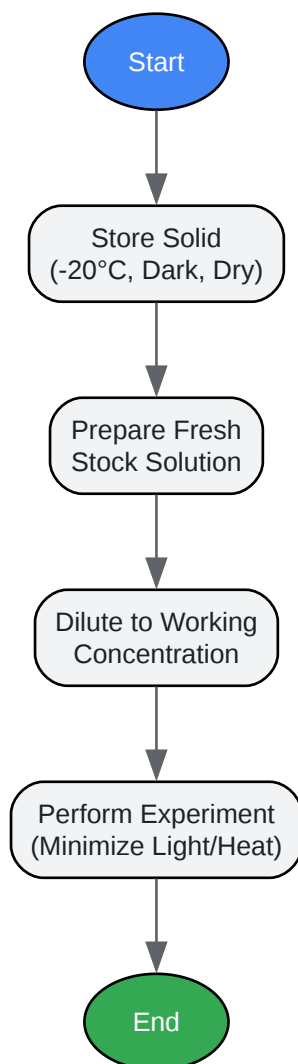 Start
Store Solid
(-20°C, Dark, Dry)
Prepare Fresh
Stock Solution
Dilute to Working
Concentration
Perform Experiment
(Minimize Light/Heat)
End